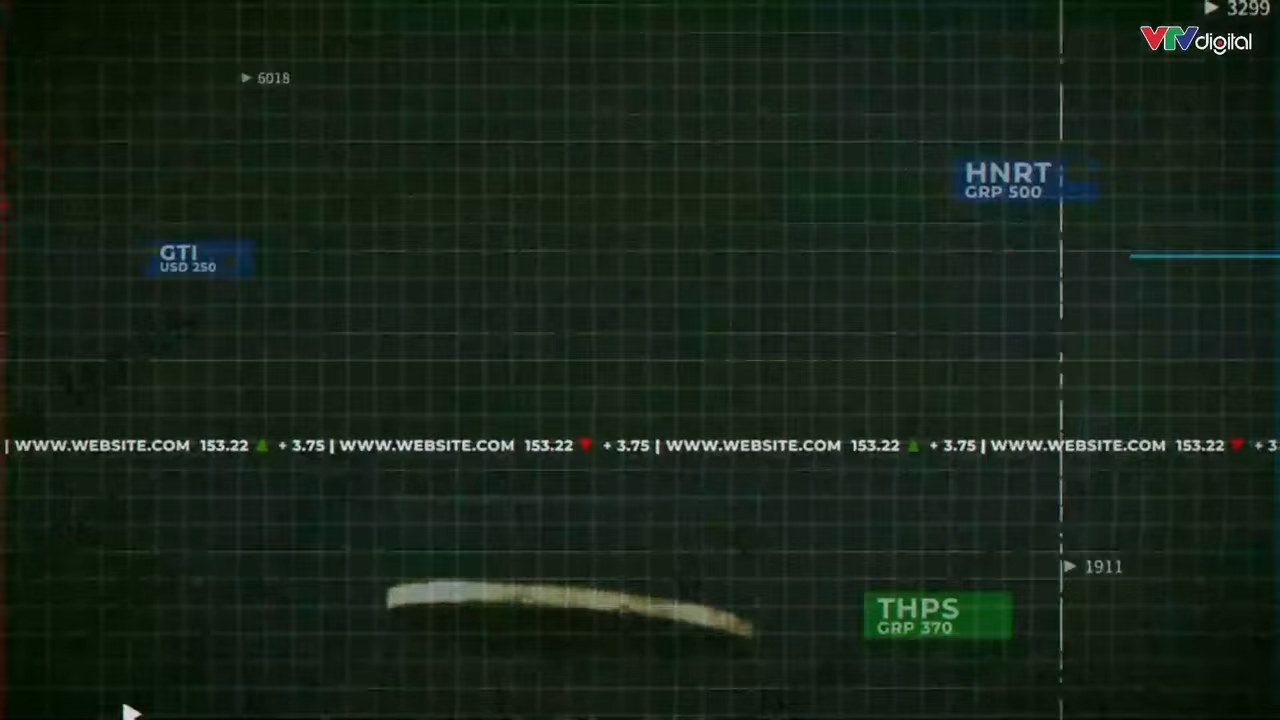 3299
VTVdigital
6018
HNRT
GRP 500
GTI
USD 250
| WWW.WEBSITE.COM 153.22 ▲ + 3.75 | WWW.WEBSITE.COM 153.22 ▼ + 3.75 | WWW.WEBSITE.COM 153.22 ▲ + 3.75 | WWW.WEBSITE.COM 153.22 ▼ + 3
1911
THPS
GRP 370